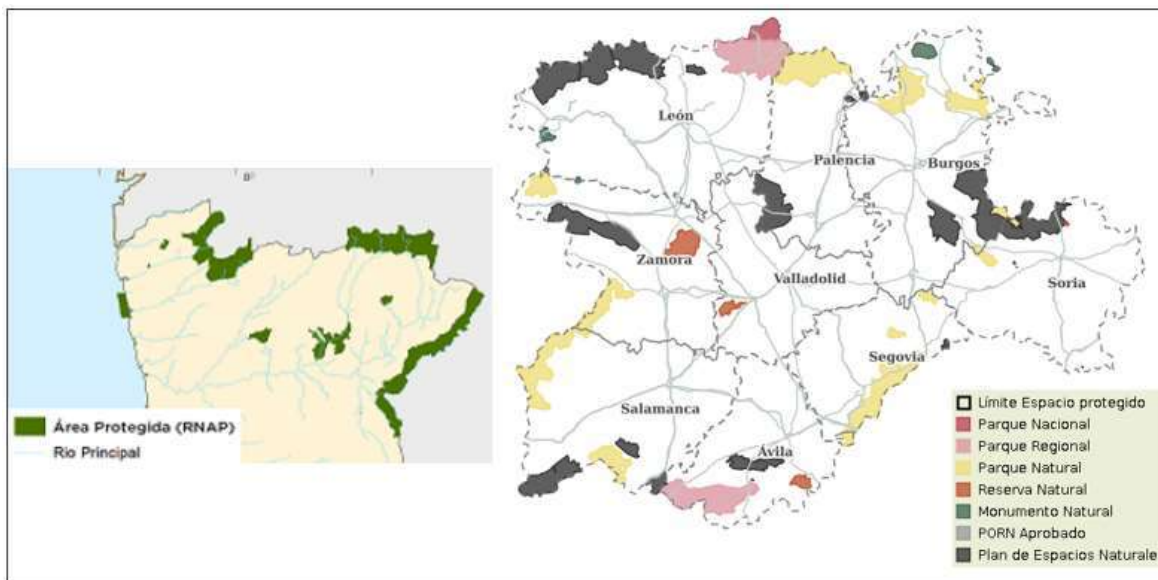 León
Palencia
Burgos
Zamora
Valladolid
Soria
Segovia
Salamanca
Ávila
Área Protegida (RNAP)
Rio Principal
Límite Espacio protegido
Parque Nacional
Parque Regional
Parque Natural
Reserva Natural
Monumento Natural
PORN Aprobado
Plan de Espacios Naturale